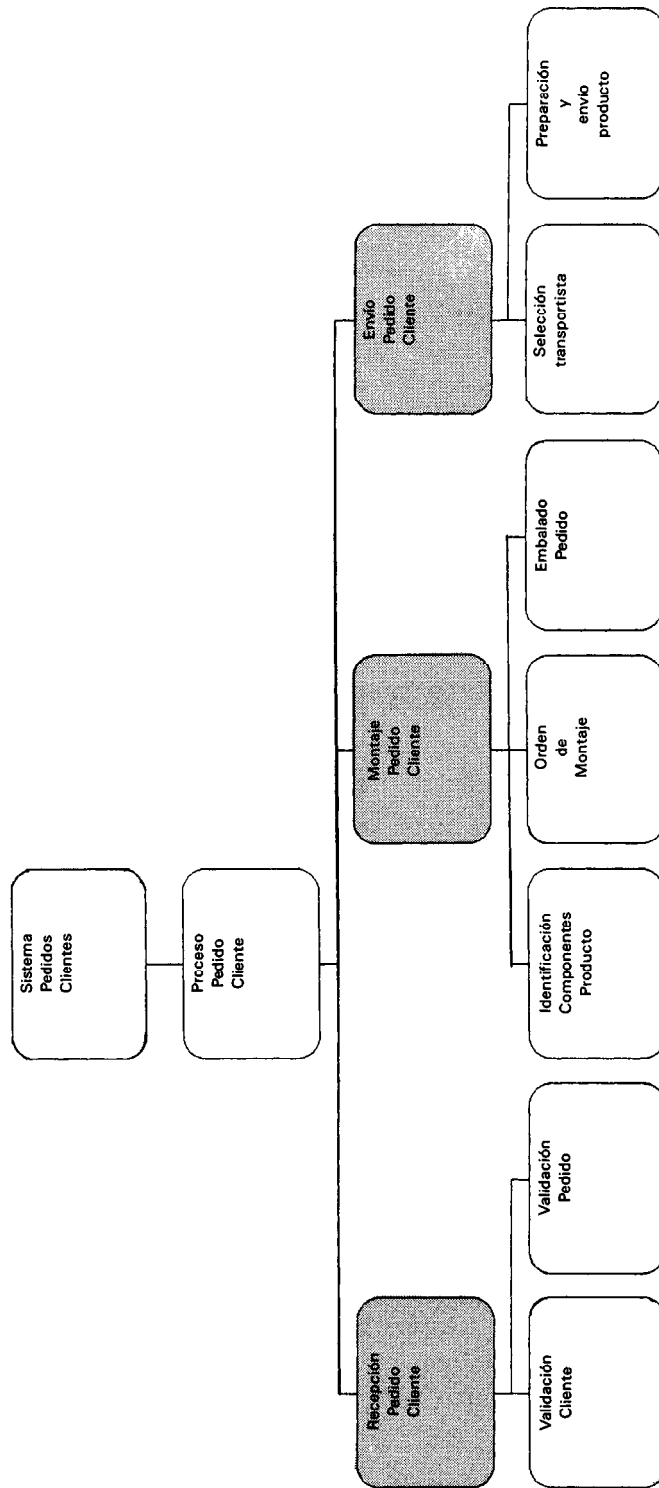 Sistema
Pedidos
Clientes
Proceso
Pedido
Cliente
Recepción
Pedido
Cliente
Montaje
Pedido
Cliente
Envío
Pedido
Cliente
Validación
Cliente
Validación
Pedido
Identificación
Componentes
Producto
Orden
de
Montaje
Embalado
Pedido
Selección
transportista
Preparación
y
envío
producto